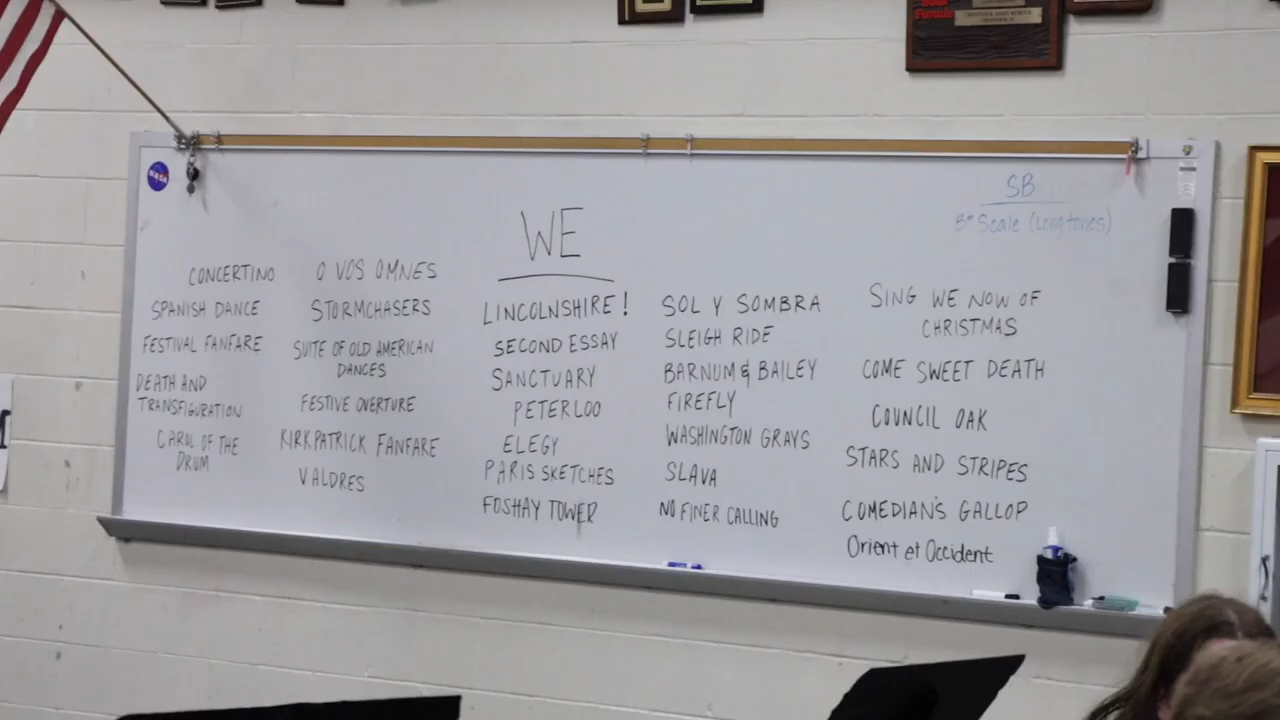 NASA
SB
Bb Scale (Long tones)
WE
CONCERTINO
SPANISH DANCE
FESTIVAL FANFARE
DEATH AND
TRANSFIGURATION
CAROL OF THE
DRUM
O VOS OMNES
STORMCHASERS
SUITE OF OLD AMERICAN
DANCES
FESTIVE OVERTURE
KIRKPATRICK FANFARE
VALDRES
LINCOLNSHIRE!
SECOND ESSAY
SANCTUARY
PETERLOO
ELEGY
PARIS SKETCHES
FOSHAY TOWER
SOL Y SOMBRA
SLEIGH RIDE
BARNUM & BAILEY
FIREFLY
WASHINGTON GRAYS
SLAVA
NO FINER CALLING
SING WE NOW OF
CHRISTMAS
COME SWEET DEATH
COUNCIL OAK
STARS AND STRIPES
COMEDIAN'S GALLOP
Orient et Occident